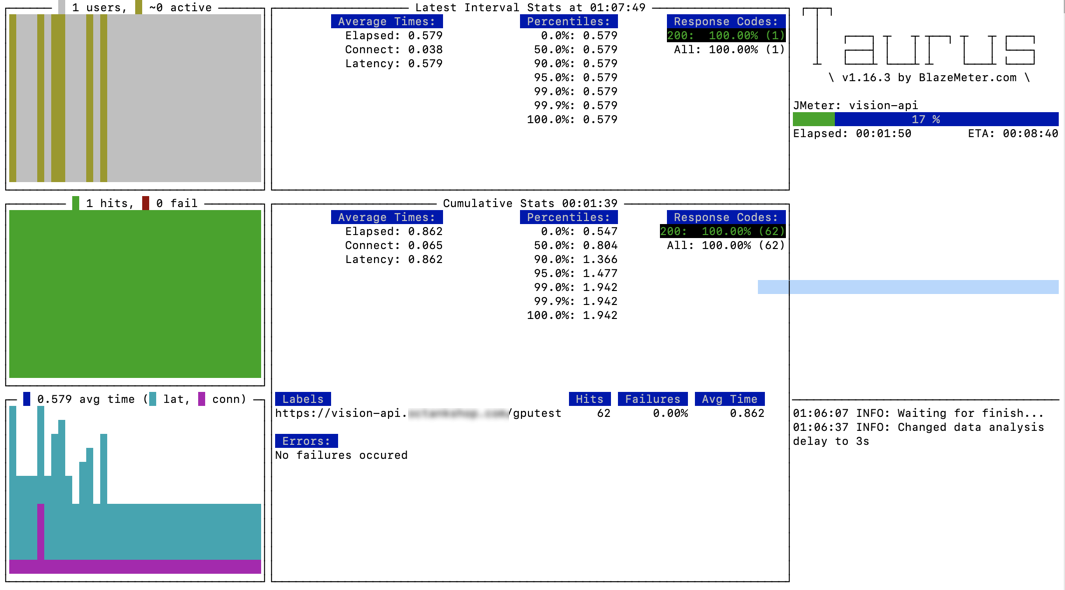 1 users, ~0 active
Latest Interval Stats at 01:07:49
Average Times:
Elapsed: 0.579
Connect: 0.038
Latency: 0.579
Percentiles:
0.0%: 0.579
50.0%: 0.579
90.0%: 0.579
95.0%: 0.579
99.0%: 0.579
99.9%: 0.579
100.0%: 0.579
Response Codes:
200: 100.00% (1)
All: 100.00% (1)
Taurus
\ v1.16.3 by BlazeMeter.com \
JMeter: vision-api
17 %
Elapsed: 00:01:50 ETA: 00:08:40
1 hits, 0 fail
Cumulative Stats 00:01:39
Average Times:
Elapsed: 0.862
Connect: 0.065
Latency: 0.862
Percentiles:
0.0%: 0.547
50.0%: 0.804
90.0%: 1.366
95.0%: 1.477
99.0%: 1.942
99.9%: 1.942
100.0%: 1.942
Response Codes:
200: 100.00% (62)
All: 100.00% (62)
0.579 avg time ( lat, conn)
Labels Hits Failures Avg Time
https://vision-api. /gputest 62 0.00% 0.862
Errors:
No failures occured
01:06:07 INFO: Waiting for finish...
01:06:37 INFO: Changed data analysis
delay to 3s